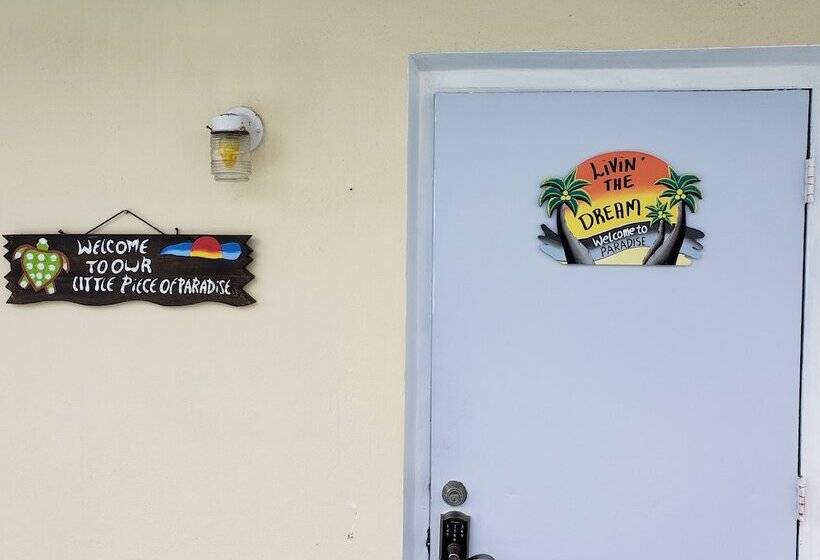 WELCOME
TO OUR
LITTLE PIECE OF PARADISE
LIVIN'
THE
DREAM
Welcome to
PARADISE